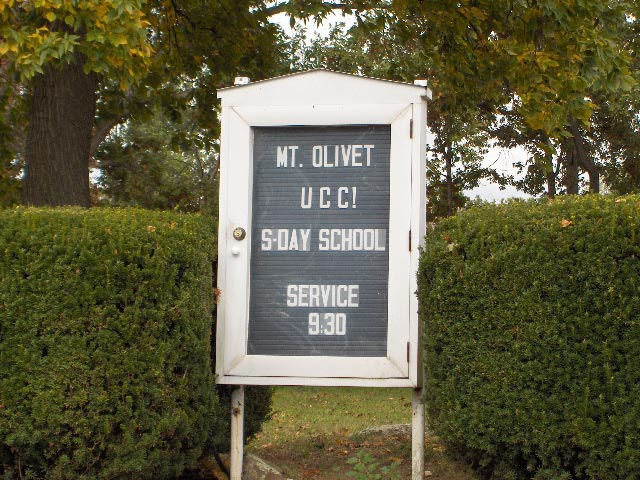 MT. OLIVET
UCC!
S-DAY SCHOOL
SERVICE
9:30